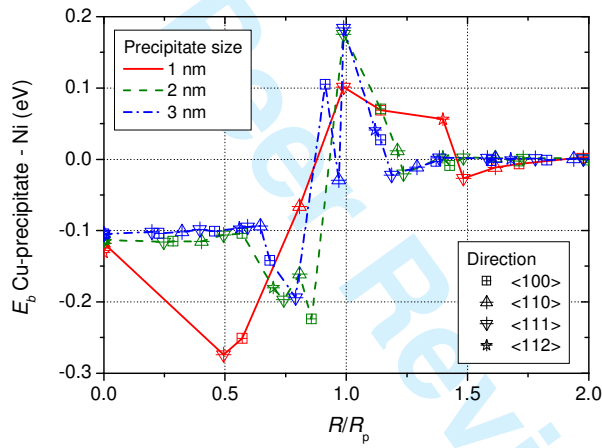 0.2
0.1
0.0
-0.1
-0.2
-0.3
E_b Cu-precipitate - Ni (eV)
Precipitate size
1 nm
2 nm
3 nm
Direction
<100>
<110>
<111>
<112>
0.0 0.5 1.0 1.5 2.0
R/R_p
Peer Revi